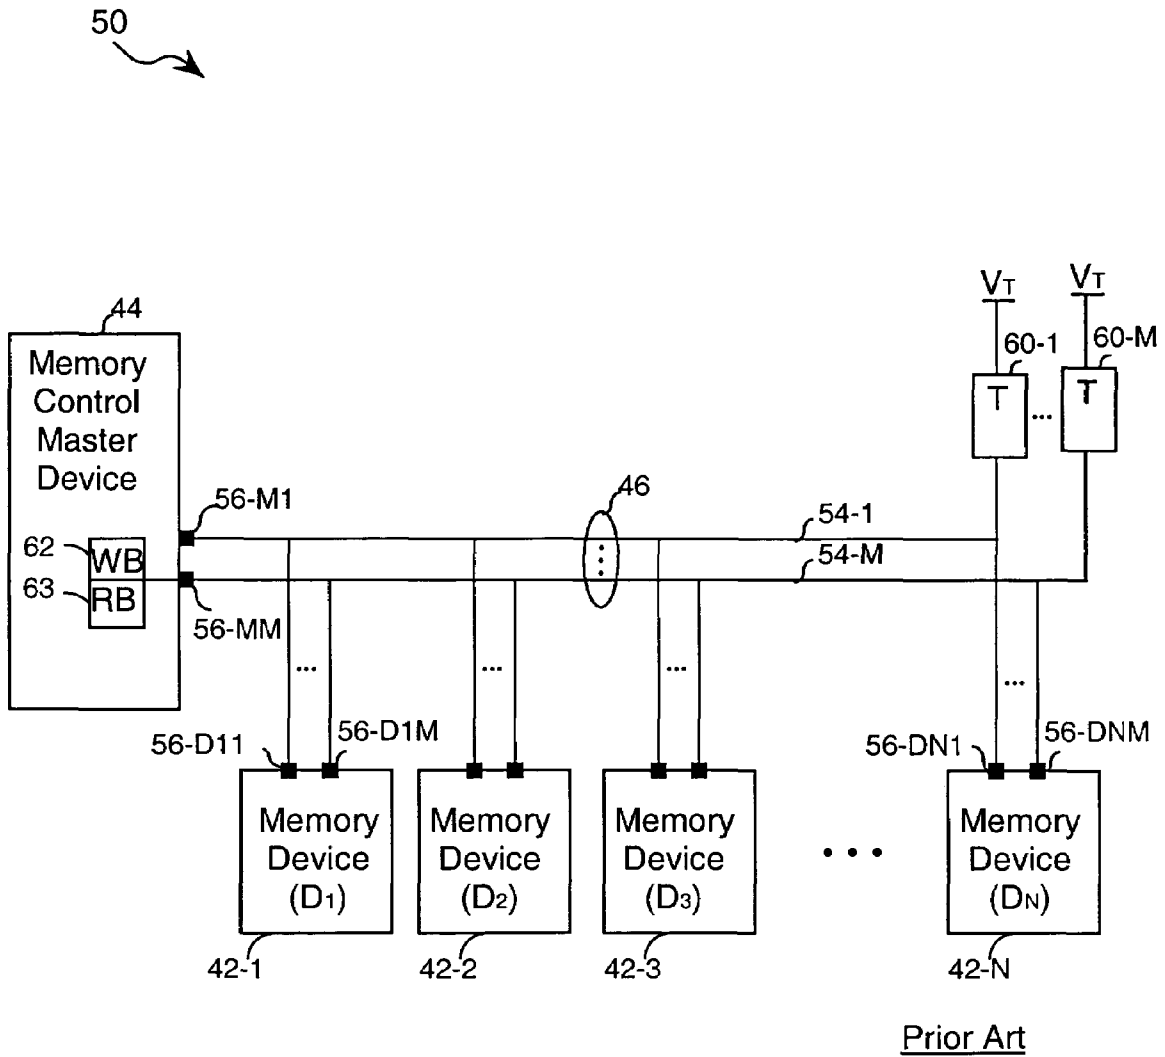 50
VT
VT
44
60-1
60-M
T
...
T
Memory
Control
Master
Device
56-M1
46
54-1
54-M
62
WB
63
RB
56-MM
...
...
...
...
56-D11
56-D1M
56-DN1
56-DNM
Memory
Device
(D1)
Memory
Device
(D2)
Memory
Device
(D3)
...
Memory
Device
(DN)
42-1
42-2
42-3
42-N
Prior Art